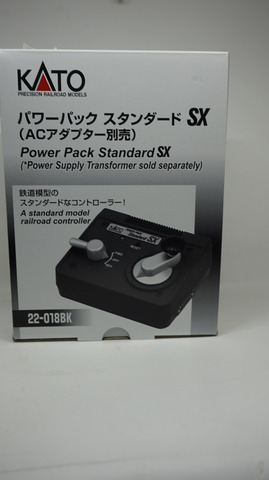 KATO
PRECISION RAILROAD MODELS
パワーパック スタンダード SX
(ACアダプター別売)
Power Pack Standard SX
(*Power Supply Transformer sold separately)
鉄道模型の
スタンダードなコントローラー!
A standard model
railroad controller
KATO
SX
22-018BK